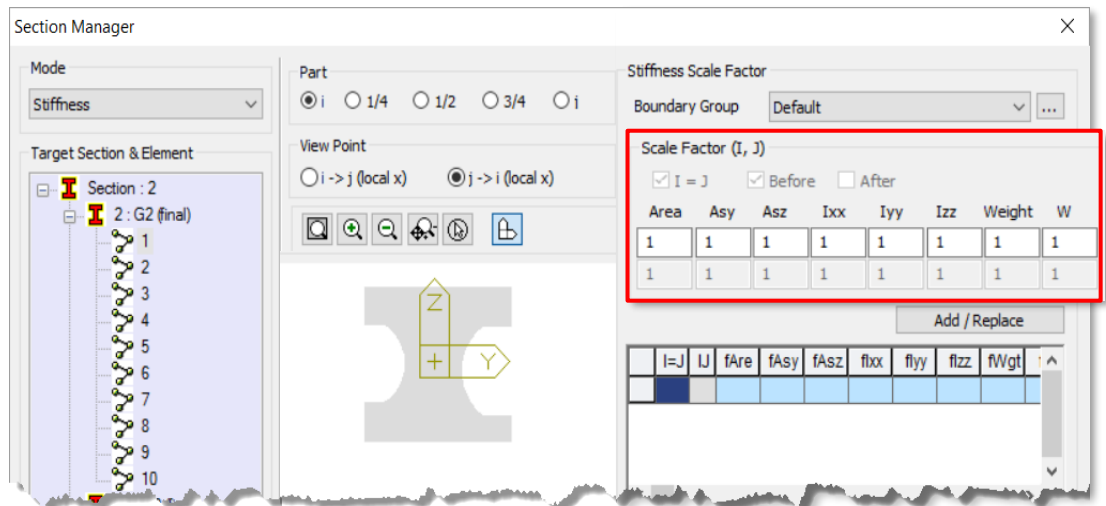 Section Manager
Mode
Stiffness
Target Section & Element
Section : 2
2 : G2 (final)
1
2
3
4
5
6
7
8
9
10
Part
i 1/4 1/2 3/4 j
View Point
i -> j (local x) j -> i (local x)
Z
Y
Stiffness Scale Factor
Boundary Group Default ...
Scale Factor (I, J)
I = J Before After
Area Asy Asz Ixx Iyy Izz Weight W
1 1 1 1 1 1 1 1
1 1 1 1 1 1 1 1
Add / Replace
I=J IJ fAre fAsy fAsz fIxx fIyy fIzz fWgt